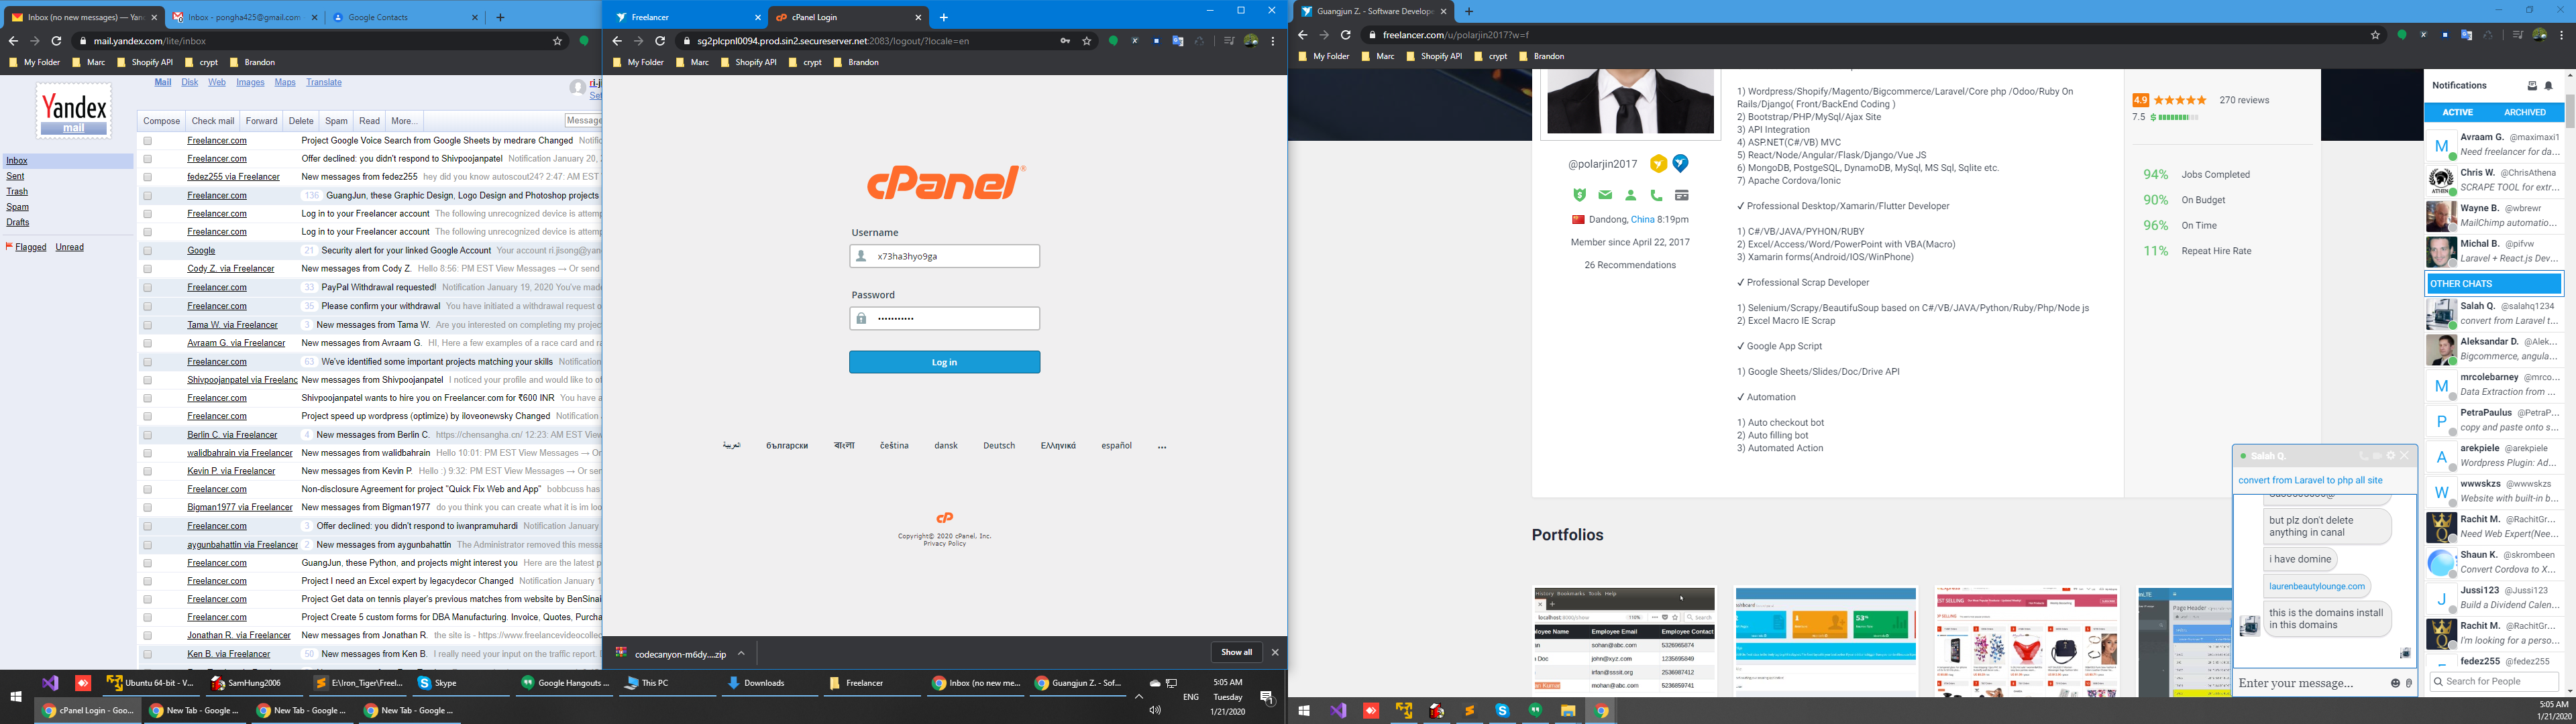 Inbox (no new messages) — Yan
Inbox - pongha425@gmail.com
Google Contacts
mail.yandex.com/lite/inbox
My Folder
Marc
Shopify API
crypt
Brandon
Yandex
mail
Mail Disk Web Images Maps Translate
Compose Check mail Forward Delete Spam Read More...
Message
Inbox
Sent
Trash
Spam
Drafts
Flagged Unread
Freelancer.com Project Google Voice Search from Google Sheets by medrare Changed
Freelancer.com Offer declined: you didn't respond to Shivpoojanpatel Notification January 20,
fedez255 via Freelancer New messages from fedez255 hey did you know autoscout24? 2:47: AM EST
Freelancer.com 136 GuangJun, these Graphic Design, Logo Design and Photoshop projects
Freelancer.com Log in to your Freelancer account The following unrecognized device is attemp
Freelancer.com Log in to your Freelancer account The following unrecognized device is attemp
Google 21 Security alert for your linked Google Account Your account ri.jisong@yan
Cody Z. via Freelancer New messages from Cody Z. Hello 8:56: PM EST View Messages → Or send
Freelancer.com 33 PayPal Withdrawal requested! Notification January 19, 2020 You've made
Freelancer.com 35 Please confirm your withdrawal You have initiated a withdrawal request o
Tama W. via Freelancer 3 New messages from Tama W. Are you interested on completing my projec
Avraam G. via Freelancer New messages from Avraam G. HI, Here a few examples of a race card and ra
Freelancer.com 63 We've identified some important projects matching your skills Notification
Shivpoojanpatel via Freelanc New messages from Shivpoojanpatel I noticed your profile and would like to of
Freelancer.com Shivpoojanpatel wants to hire you on Freelancer.com for ₹600 INR You have a
Freelancer.com Project speed up wordpress (optimize) by iloveonewsky Changed Notification
Berlin C. via Freelancer 4 New messages from Berlin C. https://chensangha.cn/ 12:23: AM EST View
walidbahrain via Freelancer New messages from walidbahrain Hello 10:01: PM EST View Messages → Or
Kevin P. via Freelancer New messages from Kevin P. Hello :) 9:32: PM EST View Messages → Or sen
Freelancer.com Non-disclosure Agreement for project "Quick Fix Web and App" bobbcuss has
Bigman1977 via Freelancer New messages from Bigman1977 do you think you can create what it is im loo
Freelancer.com 3 Offer declined: you didn't respond to iwanpramuhardi Notification January
aygunbahattin via Freelancer 2 New messages from aygunbahattin The Administrator removed this messa
Freelancer.com GuangJun, these Python, and projects might interest you Here are the latest p
Freelancer.com Project I need an Excel expert by legacydecor Changed Notification January 1
Freelancer.com Project Get data on tennis player's previous matches from website by BenSinai
Freelancer.com Project Create 5 custom forms for DBA Manufacturing. Invoice, Quotes, Purcha
Jonathan R. via Freelancer New messages from Jonathan R. the site is - https://www.freelancevideocollec
Ken B. via Freelancer 50 New messages from Ken B. I really need your input on the traffic report. I
Freelancer
cPanel Login
sg2plcpnl0094.prod.sin2.secureserver.net:2083/logout/?locale=en
My Folder
Marc
Shopify API
crypt
Brandon
cPanel
Username
x73ha3hyo9ga
Password
•••••••••••
Log in
العربية български বাংলা čeština dansk Deutsch Ελληνικά español ...
cP
Copyright© 2020 cPanel, Inc.
Privacy Policy
codecanyon-m6dy....zip
Show all
Guangjun Z. - Software Develope
freelancer.com/u/polarjin2017?w=f
My Folder
Marc
Shopify API
crypt
Brandon
@polarjin2017
Dandong, China 8:19pm
Member since April 22, 2017
26 Recommendations
1) Wordpress/Shopify/Magento/Bigcommerce/Laravel/Core php /Odoo/Ruby On
Rails/Django( Front/BackEnd Coding )
2) Bootstrap/PHP/MySql/Ajax Site
3) API Integration
4) ASP.NET(C#/VB) MVC
5) React/Node/Angular/Flask/Django/Vue JS
6) MongoDB, PostgeSQL, DynamoDB, MySql, MS Sql, Sqlite etc.
7) Apache Cordova/Ionic
✓ Professional Desktop/Xamarin/Flutter Developer
1) C#/VB/JAVA/PYHON/RUBY
2) Excel/Access/Word/PowerPoint with VBA(Macro)
3) Xamarin forms(Android/IOS/WinPhone)
✓ Professional Scrap Developer
1) Selenium/Scrapy/BeautifuSoup based on C#/VB/JAVA/Python/Ruby/Php/Node js
2) Excel Macro IE Scrap
✓ Google App Script
1) Google Sheets/Slides/Doc/Drive API
✓ Automation
1) Auto checkout bot
2) Auto filling bot
3) Automated Action
4.9 270 reviews
7.5 $
94% Jobs Completed
90% On Budget
96% On Time
11% Repeat Hire Rate
Portfolios
History Bookmarks Tools Help
localhost:8080/show
Employee Email Employee Contact
sohan@abc.com
john@xyz.com
mohan@abc.com
53%
Page Header
Notifications
ACTIVE ARCHIVED
Avraam G. @maximaxi1
Need freelancer for da...
Chris W. @ChrisAthena
SCRAPE TOOL for extr...
Wayne B. @wbrewr
MailChimp automatio...
Michal B. @pifvw
Laravel + React.js Dev...
OTHER CHATS
Salah Q. @salahq1234
convert from Laravel t...
Aleksandar D. @Alek...
Bigcommerce, angula...
mrcolebarney @mrco...
Data Extraction from ...
PetraPaulus @PetraP...
copy and paste onto s...
arekpiele @arekpiele
Wordpress Plugin: Ad...
wwwskzs @wwwskzs
Website with built-in b...
Rachit M. @RachitGr...
Need Web Expert(Nee...
Shaun K. @skrombeen
Convert Cordova to X...
Jussi123 @Jussi123
Build a Dividend Calen...
Rachit M. @RachitGr...
I'm looking for a perso...
fedez255 @fedez255
Search for People
Salah Q.
convert from Laravel to php all site
but plz don't delete
anything in canal
i have domine
laurenbeautylounge.com
this is the domains install
in this domains
Enter your message...
Ubuntu 64-bit - V...
SamHung2006
E:\Iron_Tiger\Freel...
Skype
Google Hangouts ...
This PC
Downloads
Freelancer
Inbox (no new me...
Guangjun Z. - Sof...
cPanel Login - Goo...
New Tab - Google ...
New Tab - Google ...
New Tab - Google ...
ENG
5:05 AM
Tuesday
1/21/2020
5:05 AM
1/21/2020